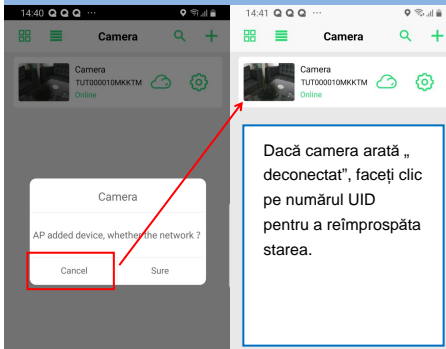 14:40 Q Q Q ...
Camera
Camera
TUT000010MKKTM
Online
Camera
AP added device, whether the network ?
Cancel
Sure
14:41 Q Q Q ...
Camera
Camera
TUT000010MKKTM
Online
Dacă camera arată „
deconectat”, faceți clic
pe numărul UID
pentru a reîmprospăta
starea.